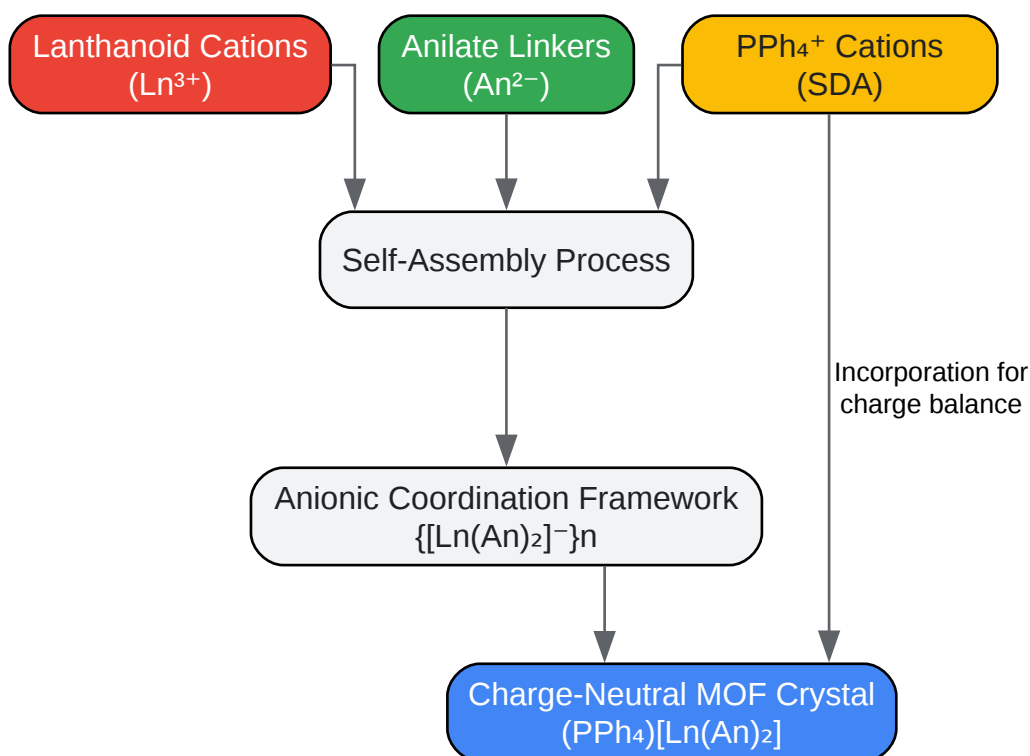 Lanthanoid Cations
(Ln³⁺)
Anilate Linkers
(An²⁻)
PPh₄⁺ Cations
(SDA)
Self-Assembly Process
Incorporation for
charge balance
Anionic Coordination Framework
{[Ln(An)₂]⁻}n
Charge-Neutral MOF Crystal
(PPh₄)[Ln(An)₂]